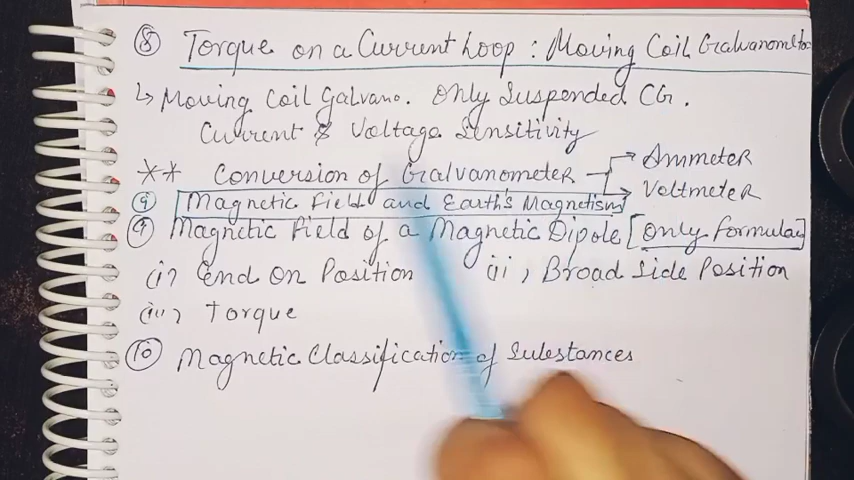 ⑧ Torque on a Current Loop : Moving Coil Galvanometer
↳ Moving Coil Galvano. Only Suspended CG.
Current & Voltage Sensitivity
** Conversion of Galvanometer → Ammeter
→ Voltmeter
⑨ Magnetic Field and Earth's Magnetism
⑨ Magnetic Field of a Magnetic Dipole [only formula]
(i) End On Position (ii) Broad Side Position
(iii) Torque
⑩ Magnetic Classification of Substances